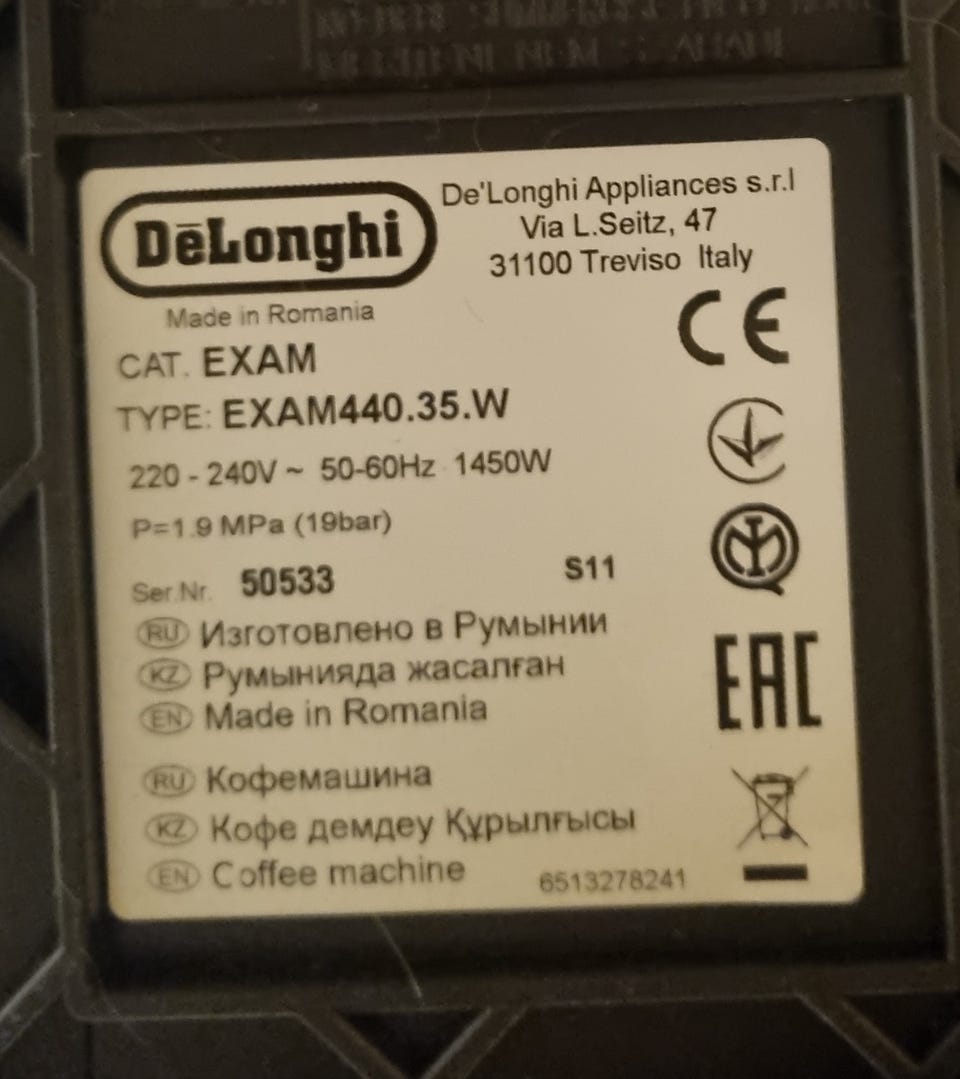 De'Longhi Appliances s.r.l
Via L.Seitz, 47
31100 Treviso Italy
DēLonghi
Made in Romania
CE
CAT. EXAM
TYPE: EXAM440.35.W
220 - 240V ~ 50-60Hz 1450W
P=1.9 MPa (19bar)
Ser.Nr. 50533 S11
RU Изготовлено в Румынии
KZ Румынияда жасалған
EN Made in Romania
EAC
RU Кофемашина
KZ Кофе демдеу Құрылғысы
EN Coffee machine
6513278241